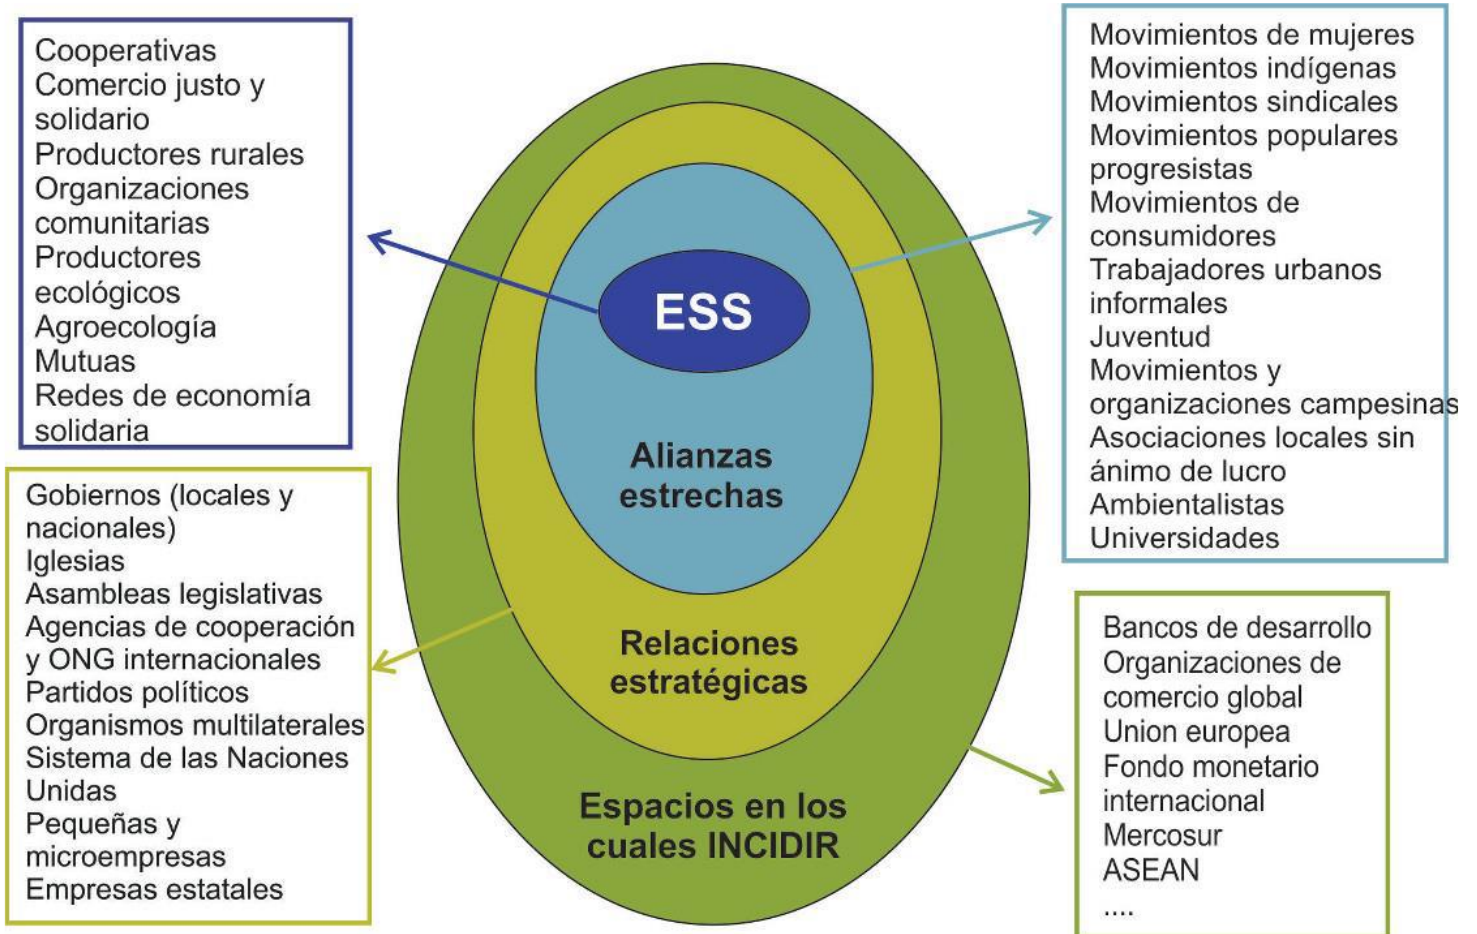 Cooperativas
Comercio justo y
solidario
Productores rurales
Organizaciones
comunitarias
Productores
ecológicos
Agroecología
Mutuas
Redes de economía
solidaria
Gobiernos (locales y
nacionales)
Iglesias
Asambleas legislativas
Agencias de cooperación
y ONG internacionales
Partidos políticos
Organismos multilaterales
Sistema de las Naciones
Unidas
Pequeñas y
microempresas
Empresas estatales
ESS
Alianzas
estrechas
Relaciones
estratégicas
Espacios en los
cuales INCIDIR
Movimientos de mujeres
Movimientos indígenas
Movimientos sindicales
Movimientos populares
progresistas
Movimientos de
consumidores
Trabajadores urbanos
informales
Juventud
Movimientos y
organizaciones campesinas
Asociaciones locales sin
ánimo de lucro
Ambientalistas
Universidades
Bancos de desarrollo
Organizaciones de
comercio global
Union europea
Fondo monetario
internacional
Mercosur
ASEAN
....